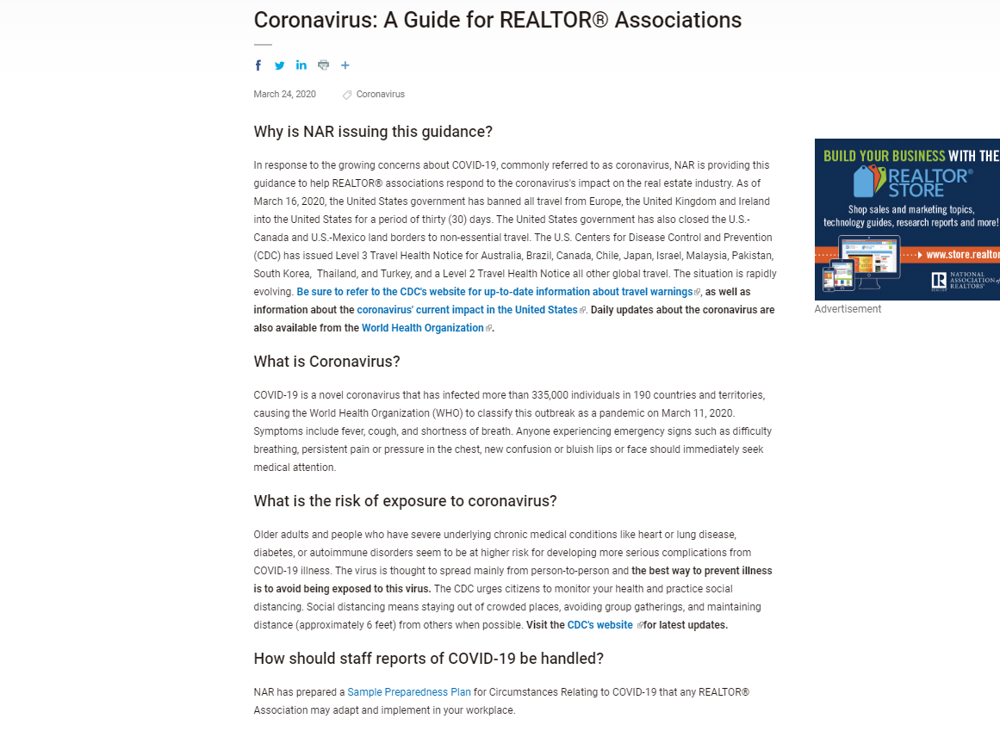 Coronavirus: A Guide for REALTOR® Associations
March 24, 2020
Coronavirus
Why is NAR issuing this guidance?
In response to the growing concerns about COVID-19, commonly referred to as coronavirus, NAR is providing this
guidance to help REALTOR® associations respond to the coronavirus's impact on the real estate industry. As of
March 16, 2020, the United States government has banned all travel from Europe, the United Kingdom and Ireland
into the United States for a period of thirty (30) days. The United States government has also closed the U.S.-
Canada and U.S.-Mexico land borders to non-essential travel. The U.S. Centers for Disease Control and Prevention
(CDC) has issued Level 3 Travel Health Notice for Australia, Brazil, Canada, Chile, Japan, Israel, Malaysia, Pakistan,
South Korea, Thailand, and Turkey, and a Level 2 Travel Health Notice all other global travel. The situation is rapidly
evolving. Be sure to refer to the CDC's website for up-to-date information about travel warnings, as well as
information about the coronavirus' current impact in the United States. Daily updates about the coronavirus are
also available from the World Health Organization.
What is Coronavirus?
COVID-19 is a novel coronavirus that has infected more than 335,000 individuals in 190 countries and territories,
causing the World Health Organization (WHO) to classify this outbreak as a pandemic on March 11, 2020.
Symptoms include fever, cough, and shortness of breath. Anyone experiencing emergency signs such as difficulty
breathing, persistent pain or pressure in the chest, new confusion or bluish lips or face should immediately seek
medical attention.
What is the risk of exposure to coronavirus?
Older adults and people who have severe underlying chronic medical conditions like heart or lung disease,
diabetes, or autoimmune disorders seem to be at higher risk for developing more serious complications from
COVID-19 illness. The virus is thought to spread mainly from person-to-person and the best way to prevent illness
is to avoid being exposed to this virus. The CDC urges citizens to monitor your health and practice social
distancing. Social distancing means staying out of crowded places, avoiding group gatherings, and maintaining
distance (approximately 6 feet) from others when possible. Visit the CDC's website for latest updates.
How should staff reports of COVID-19 be handled?
NAR has prepared a Sample Preparedness Plan for Circumstances Relating to COVID-19 that any REALTOR®
Association may adapt and implement in your workplace.
BUILD YOUR BUSINESS WITH THE
REALTOR®
STORE
Shop sales and marketing topics,
technology guides, research reports and more!
www.store.realtor
NATIONAL
ASSOCIATION of
REALTORS®
Advertisement